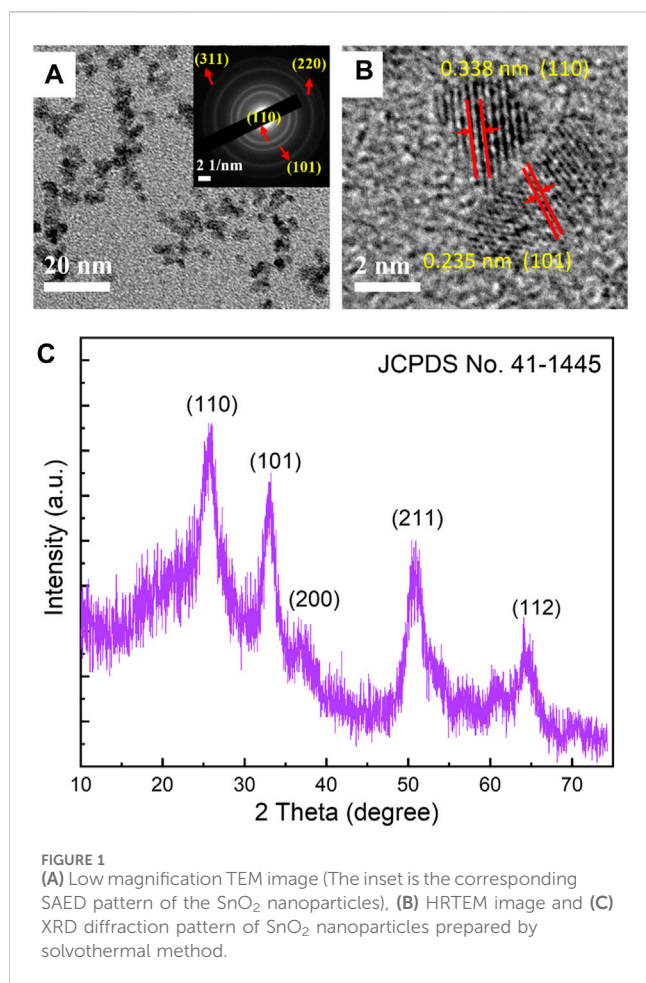 A
(311)
(220)
(110)
(101)
2 1/nm
20 nm
B
0.338 nm (110)
0.235 nm (101)
2 nm
C
JCPDS No. 41-1445
(110)
(101)
(200)
(211)
(112)
Intensity (a.u.)
10 20 30 40 50 60 70
2 Theta (degree)
FIGURE 1
(A) Low magnification TEM image (The inset is the corresponding
SAED pattern of the SnO₂ nanoparticles), (B) HRTEM image and (C)
XRD diffraction pattern of SnO₂ nanoparticles prepared by
solvothermal method.